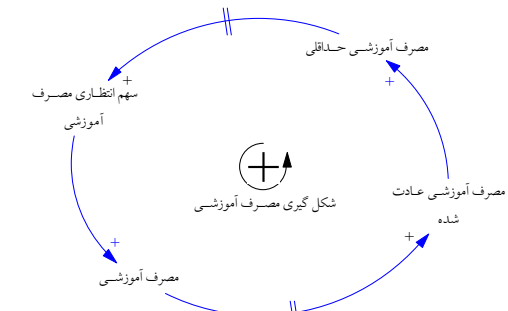 مصرف آموزشی حداقلی
+
+
سهم انتظاری مصرف
آموزشی
مصرف آموزشی عادت
شده
شکل گیری مصرف آموزشی
+
+
مصرف آموزشی